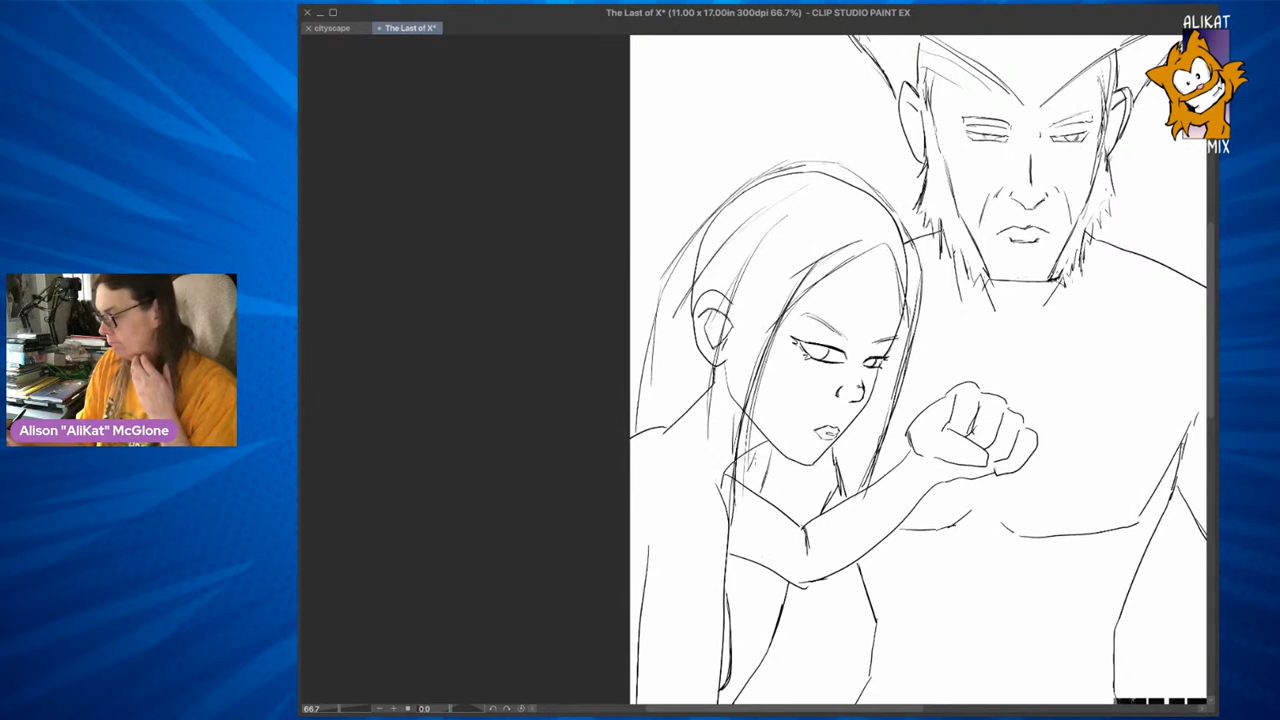 The Last of X* (11.00 x 17.00in 300dpi 66.7%) - CLIP STUDIO PAINT EX
cityscape
The Last of X*
ALIKAT
MIX
Alison "AliKat" McGlone
66.7
0.0